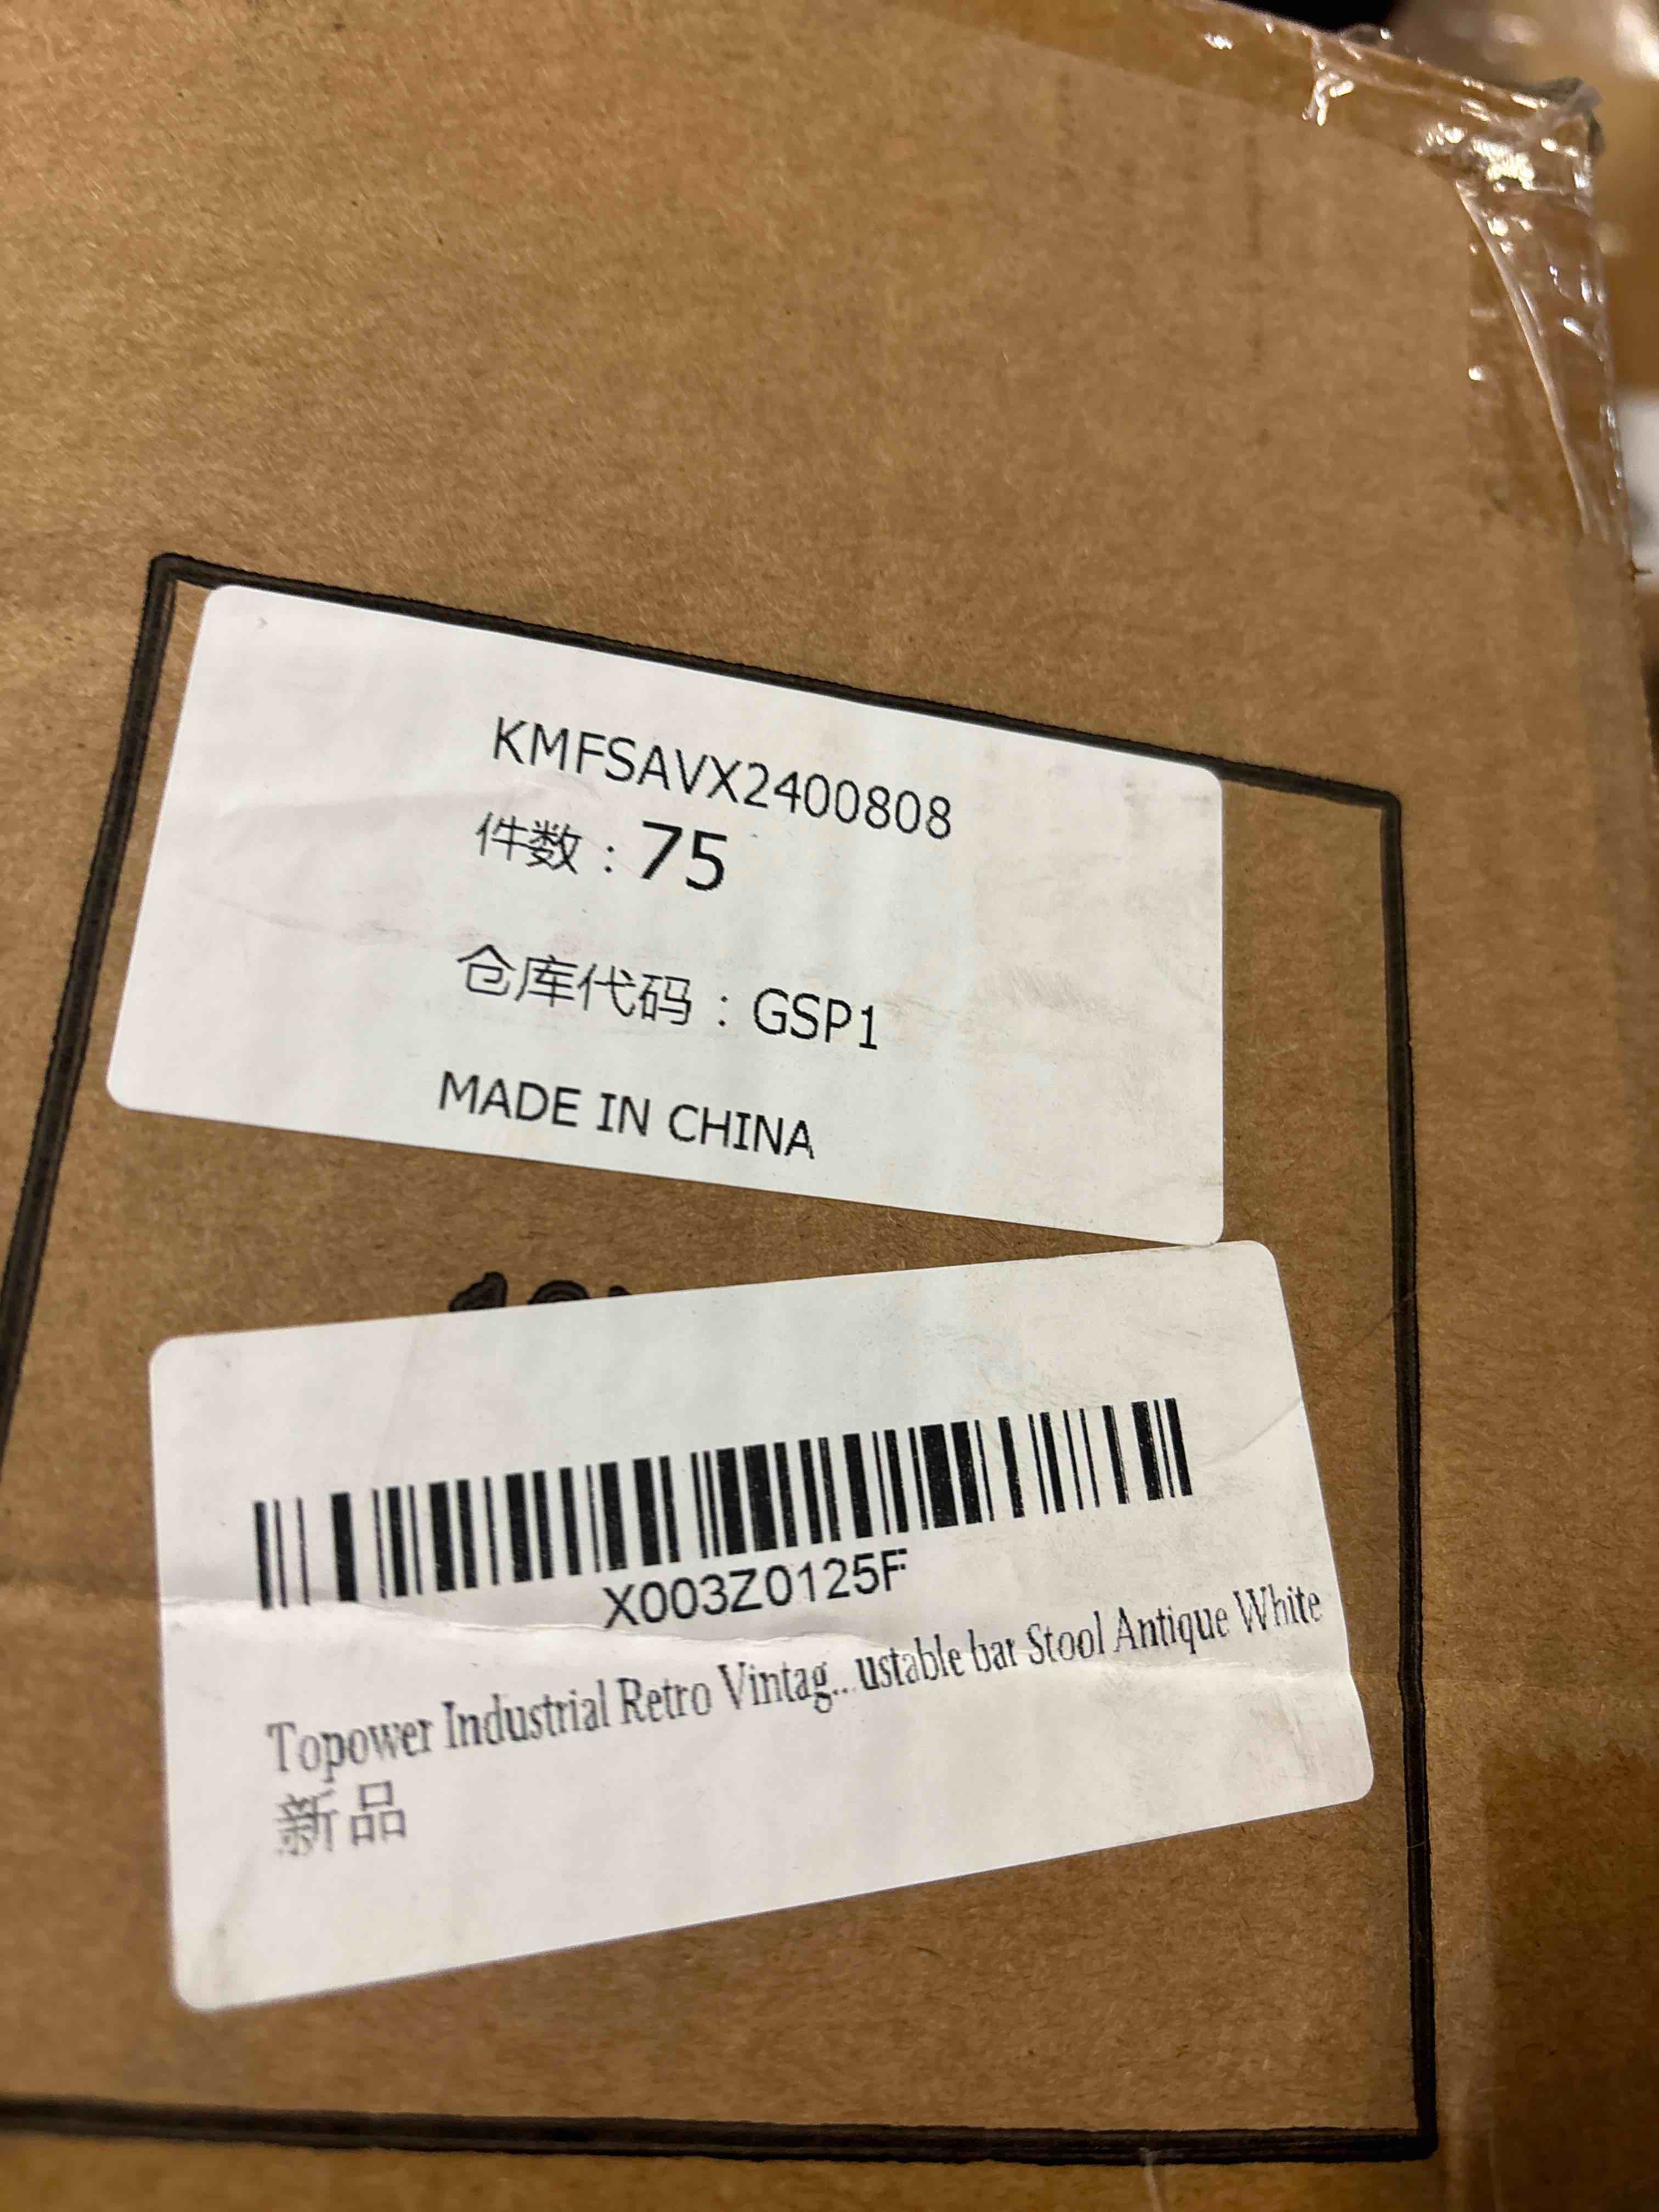 KMFSAVX2400808
件数：75
仓库代码：GSP1
MADE IN CHINA
X003Z0125F
Topower Industrial Retro Vintag... ustable bar Stool Antique White
新品